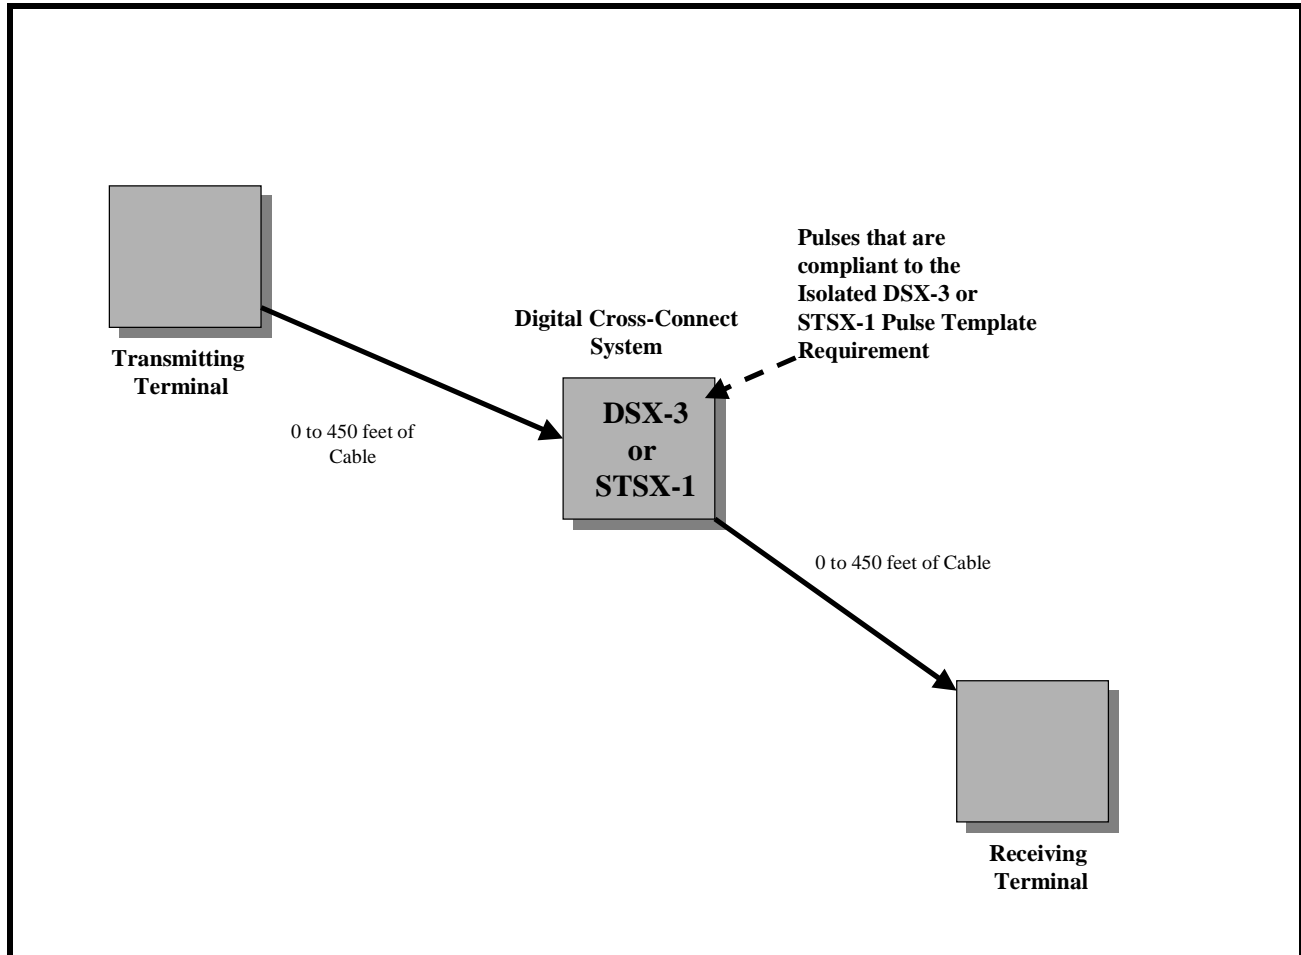 Transmitting
Terminal
0 to 450 feet of
Cable
Digital Cross-Connect
System
DSX-3
or
STSX-1
Pulses that are
compliant to the
Isolated DSX-3 or
STSX-1 Pulse Template
Requirement
0 to 450 feet of Cable
Receiving
Terminal